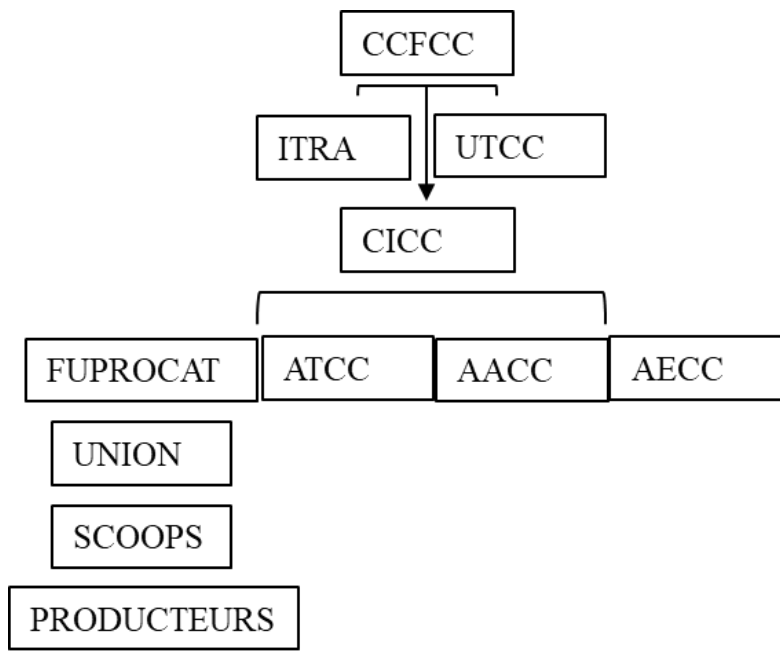 CCFCC
ITRA
UTCC
CICC
FUPROCAT
ATCC
AACC
AECC
UNION
SCOOPS
PRODUCTEURS